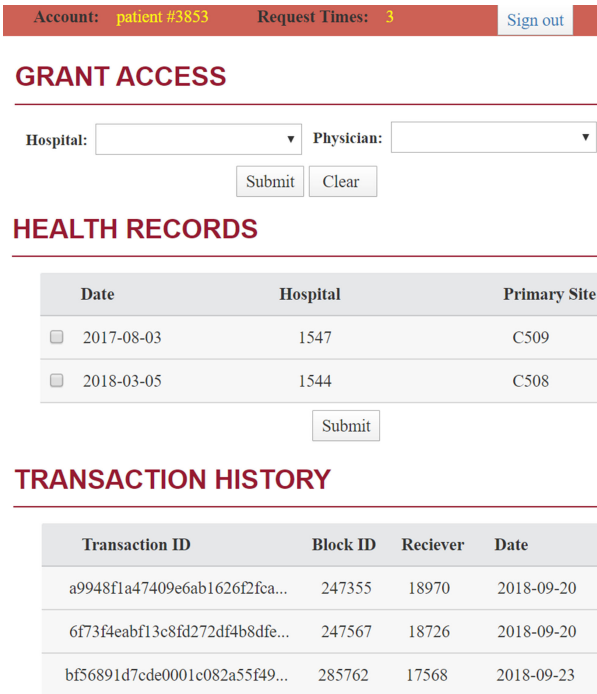 Account: patient #3853 Request Times: 3 Sign out
GRANT ACCESS
Hospital: Physician:
Submit Clear
HEALTH RECORDS
Date Hospital Primary Site
2017-08-03 1547 C509
2018-03-05 1544 C508
Submit
TRANSACTION HISTORY
Transaction ID Block ID Reciever Date
a9948f1a47409e6ab1626f2fca... 247355 18970 2018-09-20
6f73f4eabf13c8fd272df4b8dfe... 247567 18726 2018-09-20
bf56891d7cde0001c082a55f49... 285762 17568 2018-09-23